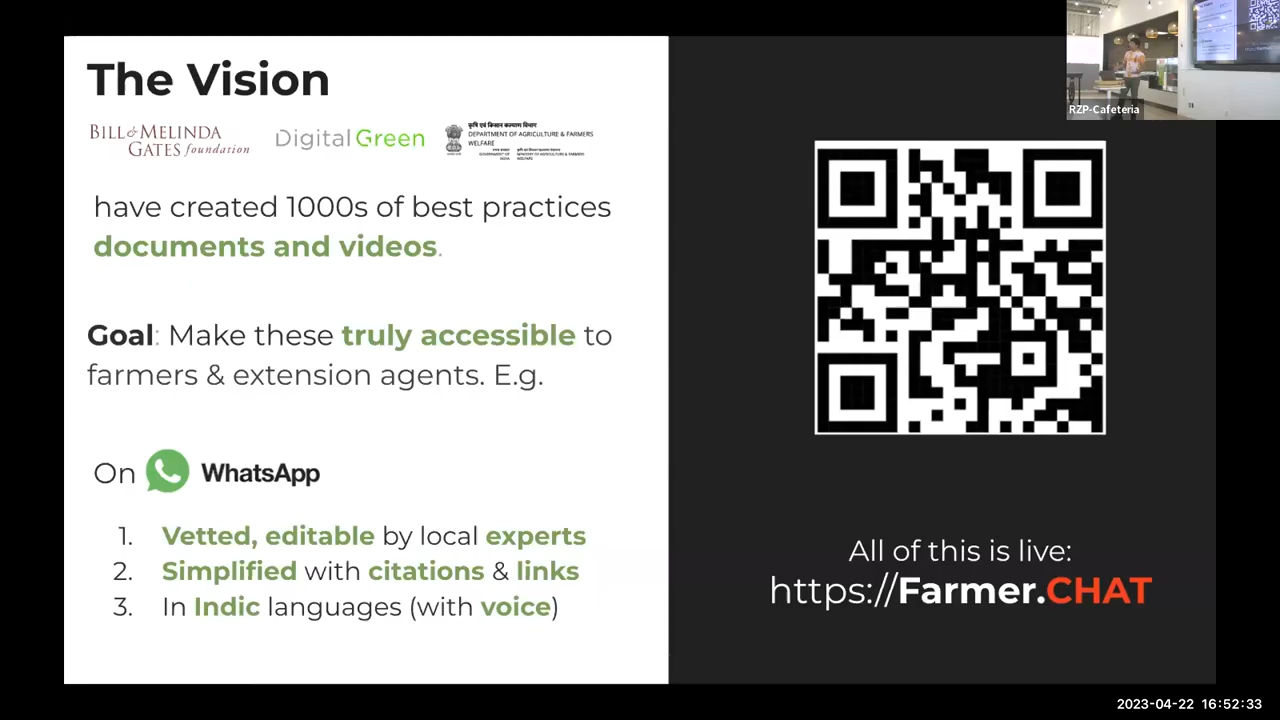 The Vision
BILL & MELINDA
GATES foundation
Digital Green
कृषि एवं किसान कल्याण विभाग
DEPARTMENT OF AGRICULTURE & FARMERS
WELFARE
have created 1000s of best practices
documents and videos.
Goal: Make these truly accessible to
farmers & extension agents. E.g.
On WhatsApp
1. Vetted, editable by local experts
2. Simplified with citations & links
3. In Indic languages (with voice)
RZP-Cafeteria
All of this is live:
https://Farmer.CHAT
2023-04-22 16:52:33